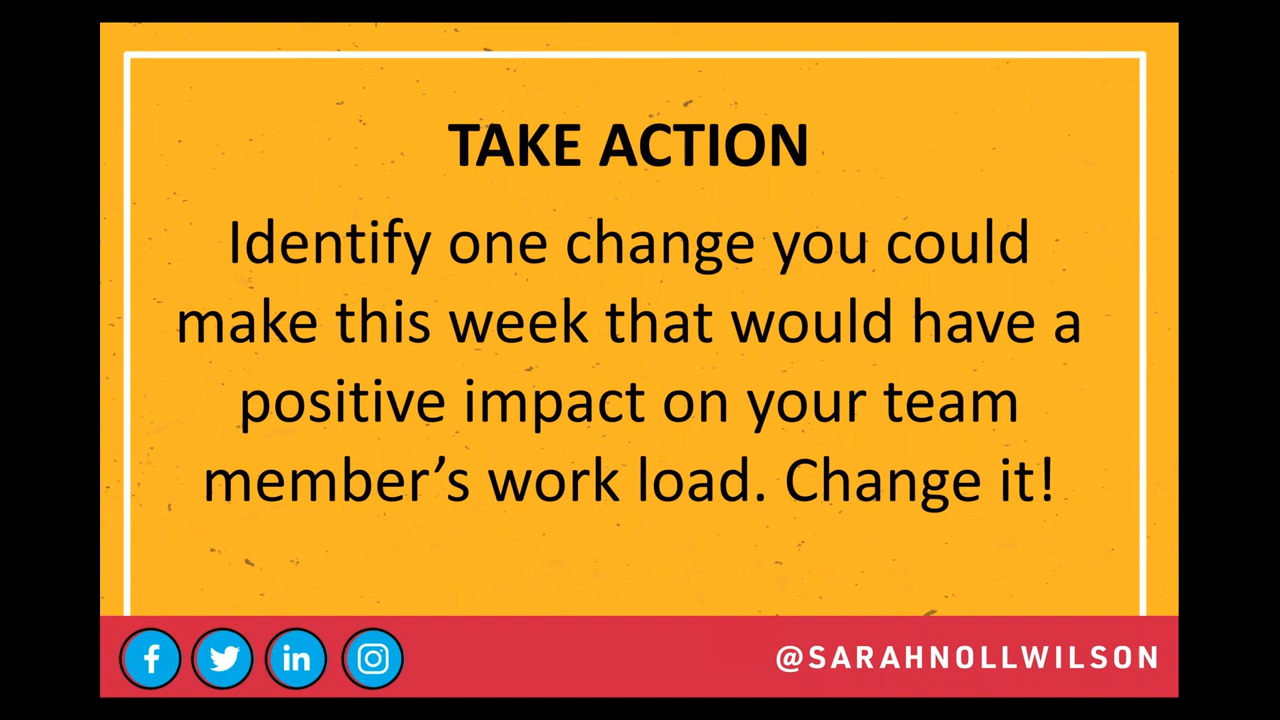 TAKE ACTION
Identify one change you could
make this week that would have a
positive impact on your team
member’s work load. Change it!
@SARAHNOLLWILSON